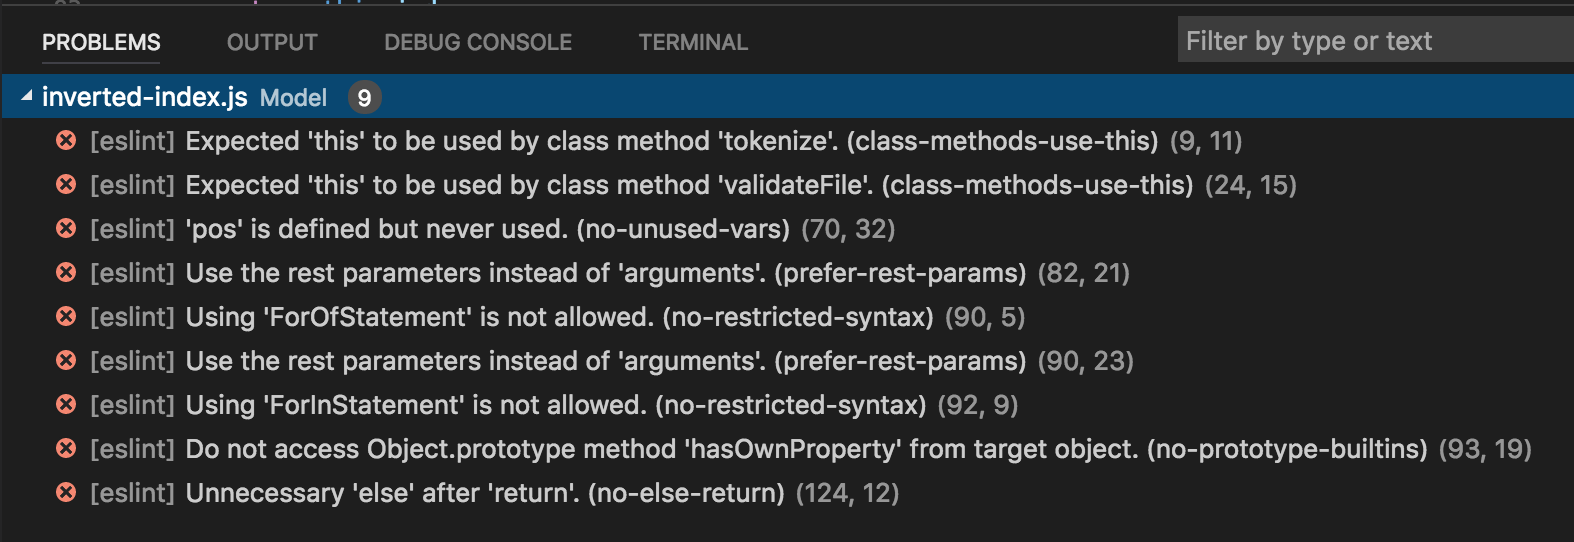 PROBLEMS OUTPUT DEBUG CONSOLE TERMINAL Filter by type or text
inverted-index.js Model 9
[eslint] Expected 'this' to be used by class method 'tokenize'. (class-methods-use-this) (9, 11)
[eslint] Expected 'this' to be used by class method 'validateFile'. (class-methods-use-this) (24, 15)
[eslint] 'pos' is defined but never used. (no-unused-vars) (70, 32)
[eslint] Use the rest parameters instead of 'arguments'. (prefer-rest-params) (82, 21)
[eslint] Using 'ForOfStatement' is not allowed. (no-restricted-syntax) (90, 5)
[eslint] Use the rest parameters instead of 'arguments'. (prefer-rest-params) (90, 23)
[eslint] Using 'ForInStatement' is not allowed. (no-restricted-syntax) (92, 9)
[eslint] Do not access Object.prototype method 'hasOwnProperty' from target object. (no-prototype-builtins) (93, 19)
[eslint] Unnecessary 'else' after 'return'. (no-else-return) (124, 12)